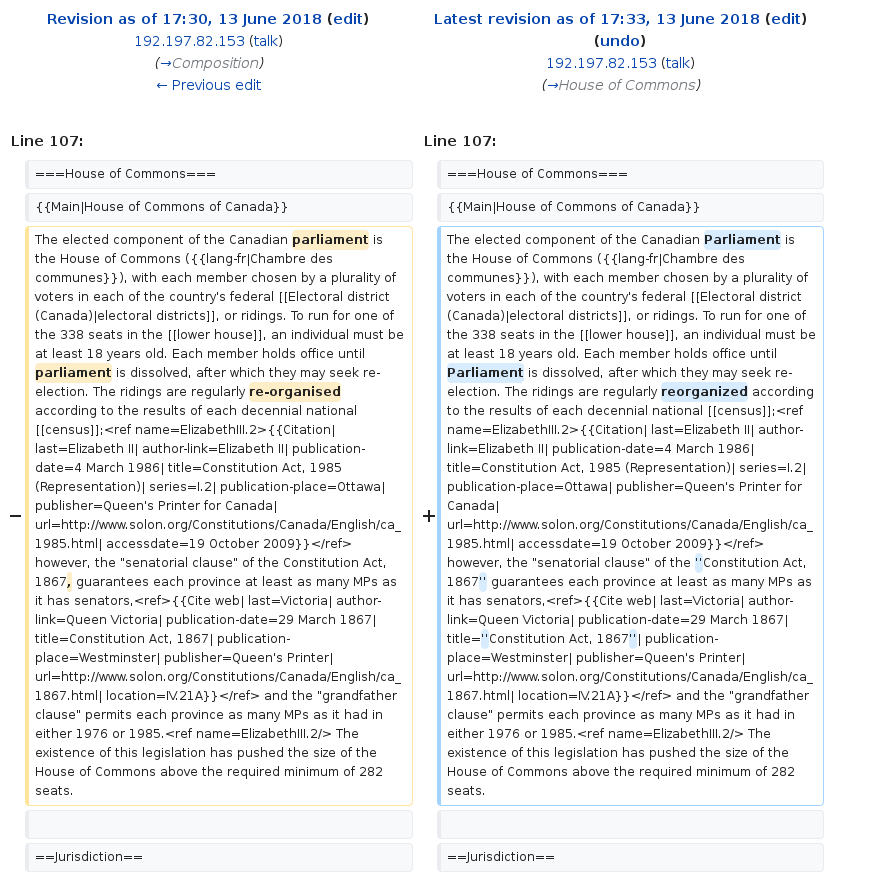 Revision as of 17:30, 13 June 2018 (edit)
192.197.82.153 (talk)
(→Composition)
← Previous edit
Latest revision as of 17:33, 13 June 2018 (edit)
(undo)
192.197.82.153 (talk)
(→House of Commons)
Line 107:
===House of Commons===
{{Main|House of Commons of Canada}}
−
The elected component of the Canadian parliament is
the House of Commons ({{lang-fr|Chambre des
communes}}), with each member chosen by a plurality of
voters in each of the country's federal [[Electoral district
(Canada)|electoral districts]], or ridings. To run for one of
the 338 seats in the [[lower house]], an individual must be
at least 18 years old. Each member holds office until
parliament is dissolved, after which they may seek re-
election. The ridings are regularly re-organised
according to the results of each decennial national
[[census]];<ref name=ElizabethIII.2>{{Citation|
last=Elizabeth II| author-link=Elizabeth II| publication-
date=4 March 1986| title=Constitution Act, 1985
(Representation)| series=I.2| publication-place=Ottawa|
publisher=Queen's Printer for Canada|
url=http://www.solon.org/Constitutions/Canada/English/ca_
1985.html| accessdate=19 October 2009}}</ref>
however, the "senatorial clause" of the Constitution Act,
1867, guarantees each province at least as many MPs as
it has senators,<ref>{{Cite web| last=Victoria| author-
link=Queen Victoria| publication-date=29 March 1867|
title=Constitution Act, 1867| publication-
place=Westminster| publisher=Queen's Printer|
url=http://www.solon.org/Constitutions/Canada/English/ca_
1867.html| location=IV.21A}}</ref> and the "grandfather
clause" permits each province as many MPs as it had in
either 1976 or 1985.<ref name=ElizabethIII.2/> The
existence of this legislation has pushed the size of the
House of Commons above the required minimum of 282
seats.
==Jurisdiction==
Line 107:
===House of Commons===
{{Main|House of Commons of Canada}}
+
The elected component of the Canadian Parliament is
the House of Commons ({{lang-fr|Chambre des
communes}}), with each member chosen by a plurality of
voters in each of the country's federal [[Electoral district
(Canada)|electoral districts]], or ridings. To run for one of
the 338 seats in the [[lower house]], an individual must be
at least 18 years old. Each member holds office until
Parliament is dissolved, after which they may seek re-
election. The ridings are regularly reorganized according
to the results of each decennial national [[census]];<ref
name=ElizabethIII.2>{{Citation| last=Elizabeth II| author-
link=Elizabeth II| publication-date=4 March 1986|
title=Constitution Act, 1985 (Representation)| series=I.2|
publication-place=Ottawa| publisher=Queen's Printer for
Canada|
url=http://www.solon.org/Constitutions/Canada/English/ca_
1985.html| accessdate=19 October 2009}}</ref>
however, the "senatorial clause" of the ''Constitution Act,
1867'' guarantees each province at least as many MPs as
it has senators,<ref>{{Cite web| last=Victoria| author-
link=Queen Victoria| publication-date=29 March 1867|
title=''Constitution Act, 1867''| publication-
place=Westminster| publisher=Queen's Printer|
url=http://www.solon.org/Constitutions/Canada/English/ca_
1867.html| location=IV.21A}}</ref> and the "grandfather
clause" permits each province as many MPs as it had in
either 1976 or 1985.<ref name=ElizabethIII.2/> The
existence of this legislation has pushed the size of the
House of Commons above the required minimum of 282
seats.
==Jurisdiction==